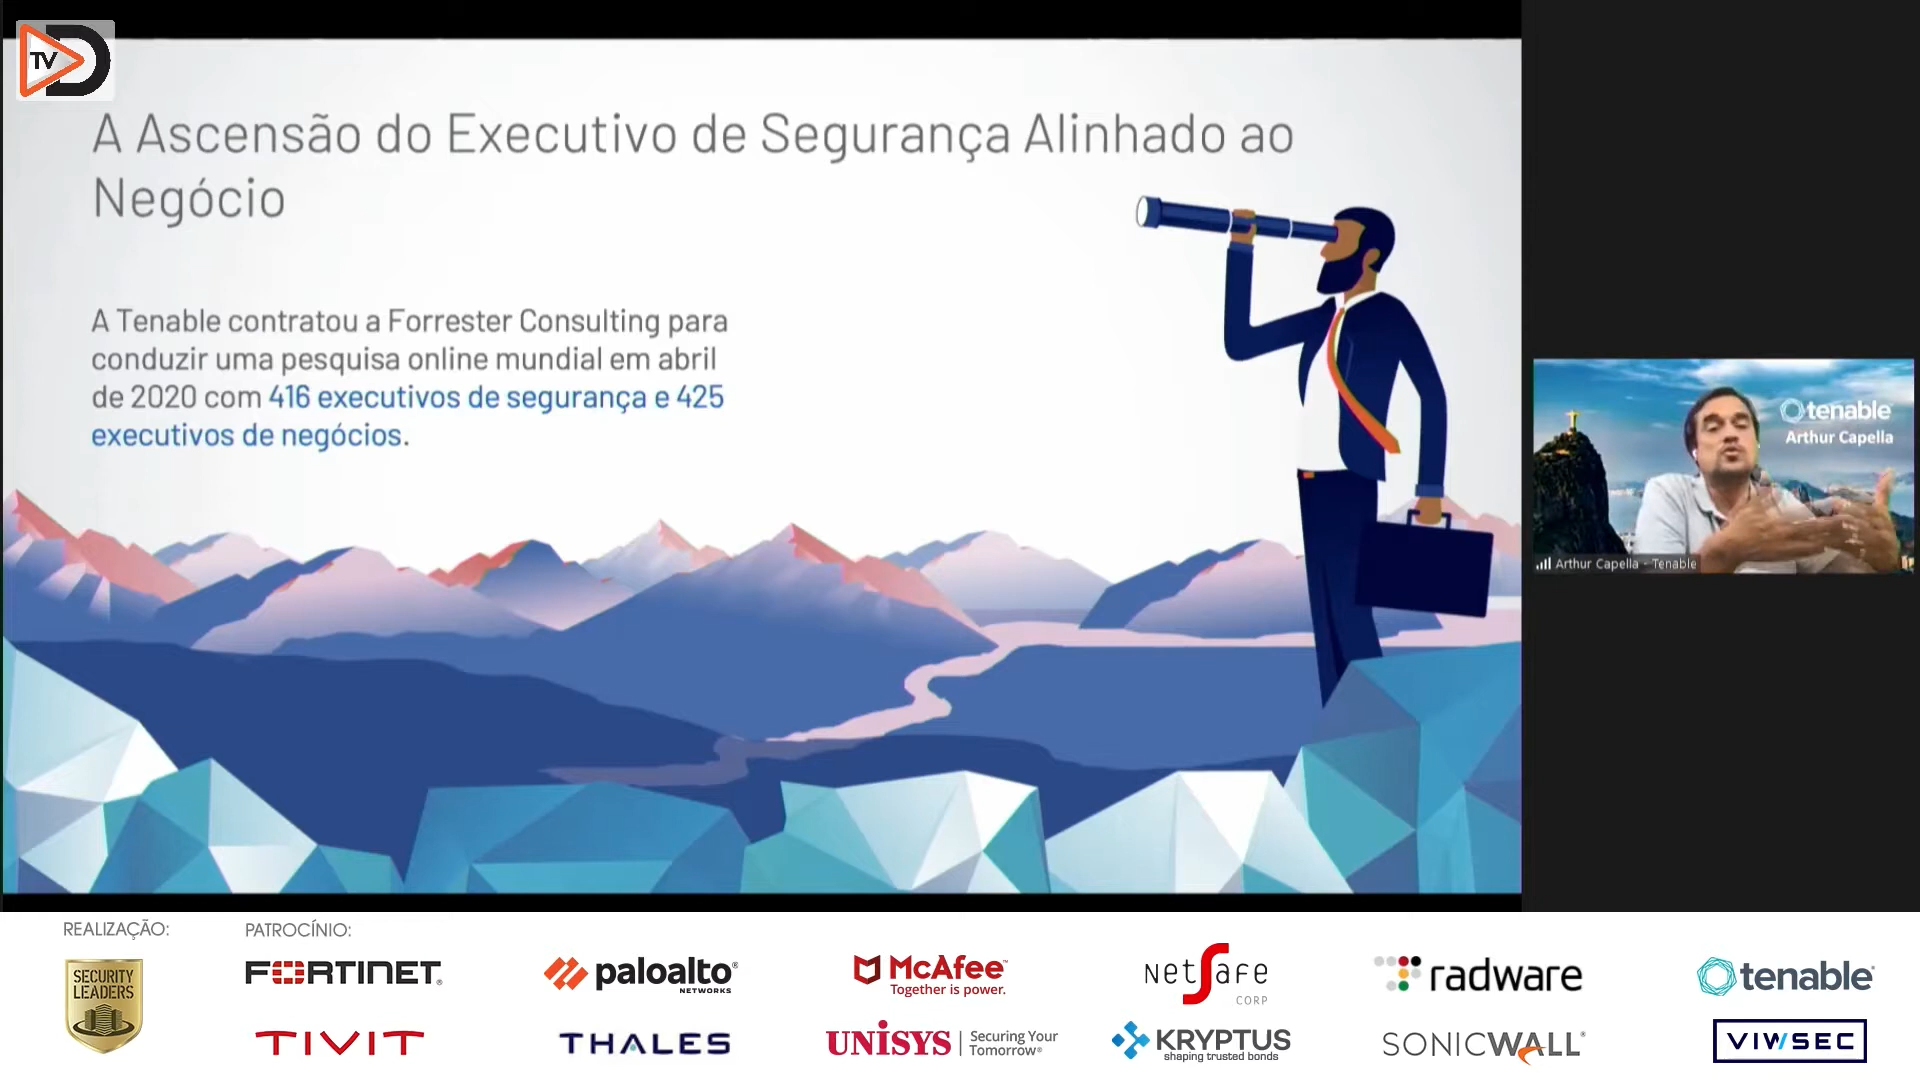 TV D
A Ascensão do Executivo de Segurança Alinhado ao
Negócio
A Tenable contratou a Forrester Consulting para
conduzir uma pesquisa online mundial em abril
de 2020 com 416 executivos de segurança e 425
executivos de negócios.
tenable
Arthur Capella
Arthur Capella - Tenable
REALIZAÇÃO:
PATROCÍNIO:
SECURITY
LEADERS
FORTINET®
paloalto®
NETWORKS
McAfee™
Together is power.
NETSAFE
CORP
radware
tenable®
TIVIT
THALES
UNISYS | Securing Your
Tomorrow®
KRYPTUS
shaping trusted bonds
SONICWALL®
VIWSEC